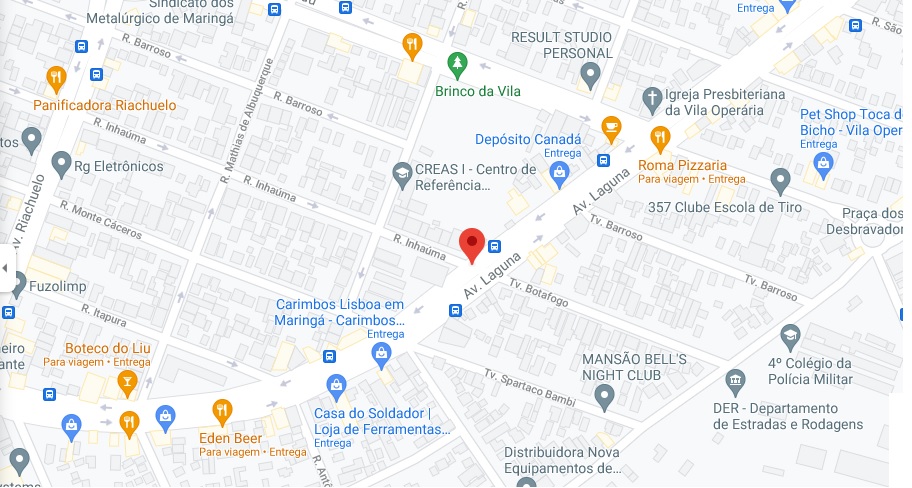 Sindicato dos
Metalúrgico de Maringá
Entrega
R. Barroso
RESULT STUDIO
PERSONAL
Brinco da Vila
Panificadora Riachuelo
R. Mathias de Albuquerque
R. Barroso
Igreja Presbiteriana
da Vila Operária
R. Inhaúma
Pet Shop Toca do
Bicho - Vila Oper
Entrega
Depósito Canadá
Entrega
Rg Eletrônicos
CREAS I - Centro de
Referência...
Roma Pizzaria
Para viagem • Entrega
R. Inhaúma
Av. Laguna
357 Clube Escola de Tiro
Av. Riachuelo
R. Monte Cáceros
Tv. Barroso
Praça dos
Desbravador
R. Inhaúma
Av. Laguna
Fuzolimp
Tv. Botafogo
Tv. Barroso
R. Itapura
Carimbos Lisboa em
Maringá - Carimbos...
Entrega
Boteco do Liu
Para viagem • Entrega
MANSÃO BELL'S
NIGHT CLUB
4º Colégio da
Polícia Militar
Tv. Spartaco Bambi
Casa do Soldador |
Loja de Ferramentas...
Entrega
DER - Departamento
de Estradas e Rodagens
Eden Beer
Para viagem • Entrega
Distribuidora Nova
Equipamentos de...
R. Antô